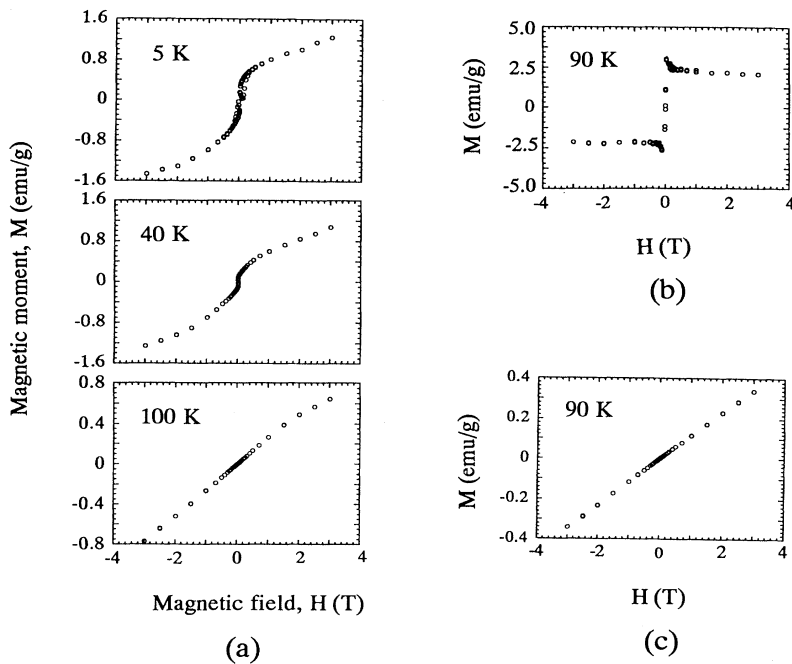 Magnetic moment, M (emu/g)
1.6
0.8
0
-0.8
-1.6
5 K
1.6
0.8
0
-0.8
-1.6
40 K
0.8
0.4
0
-0.4
-0.8
100 K
-4 -2 0 2 4
Magnetic field, H (T)
(a)
M (emu/g)
5.0
2.5
0
-2.5
-5.0
90 K
-4 -2 0 2 4
H (T)
(b)
M (emu/g)
0.4
0.2
0
-0.2
-0.4
90 K
-4 -2 0 2 4
H (T)
(c)